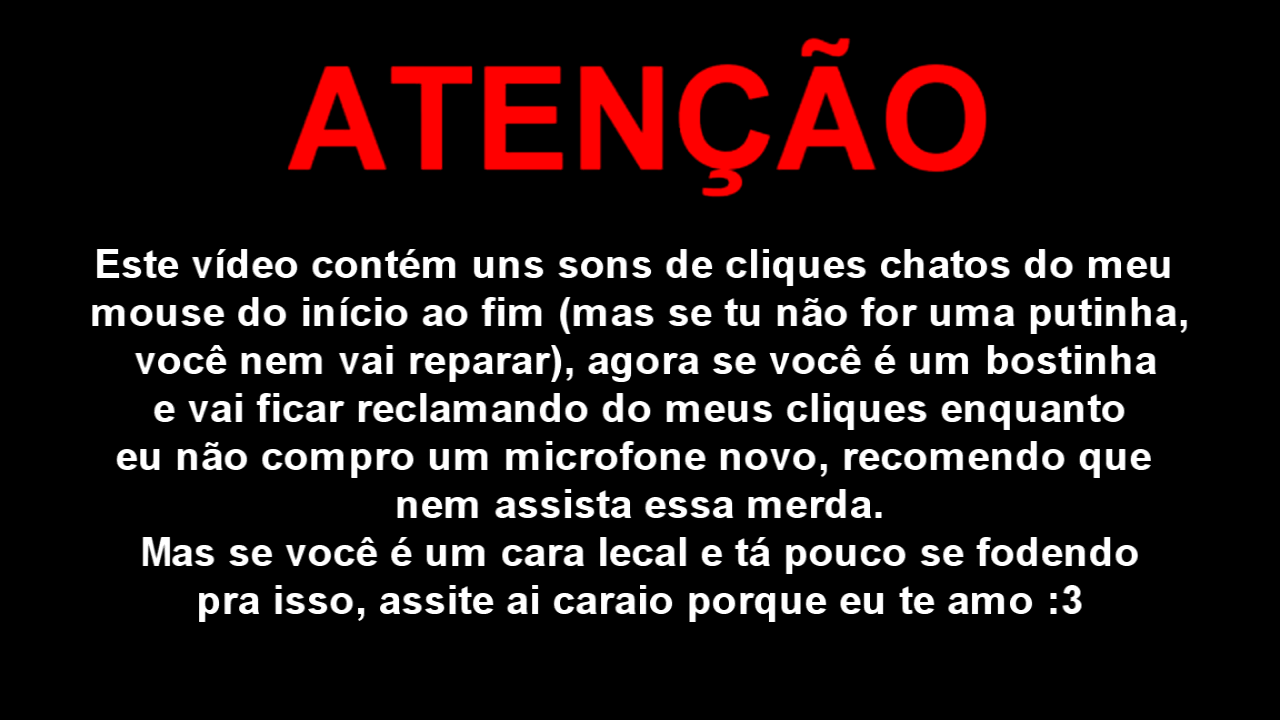 ATENÇÃO
Este vídeo contém uns sons de cliques chatos do meu
mouse do início ao fim (mas se tu não for uma putinha,
você nem vai reparar), agora se você é um bostinha
e vai ficar reclamando do meus cliques enquanto
eu não compro um microfone novo, recomendo que
nem assista essa merda.
Mas se você é um cara lecal e tá pouco se fodendo
pra isso, assite ai caraio porque eu te amo :3